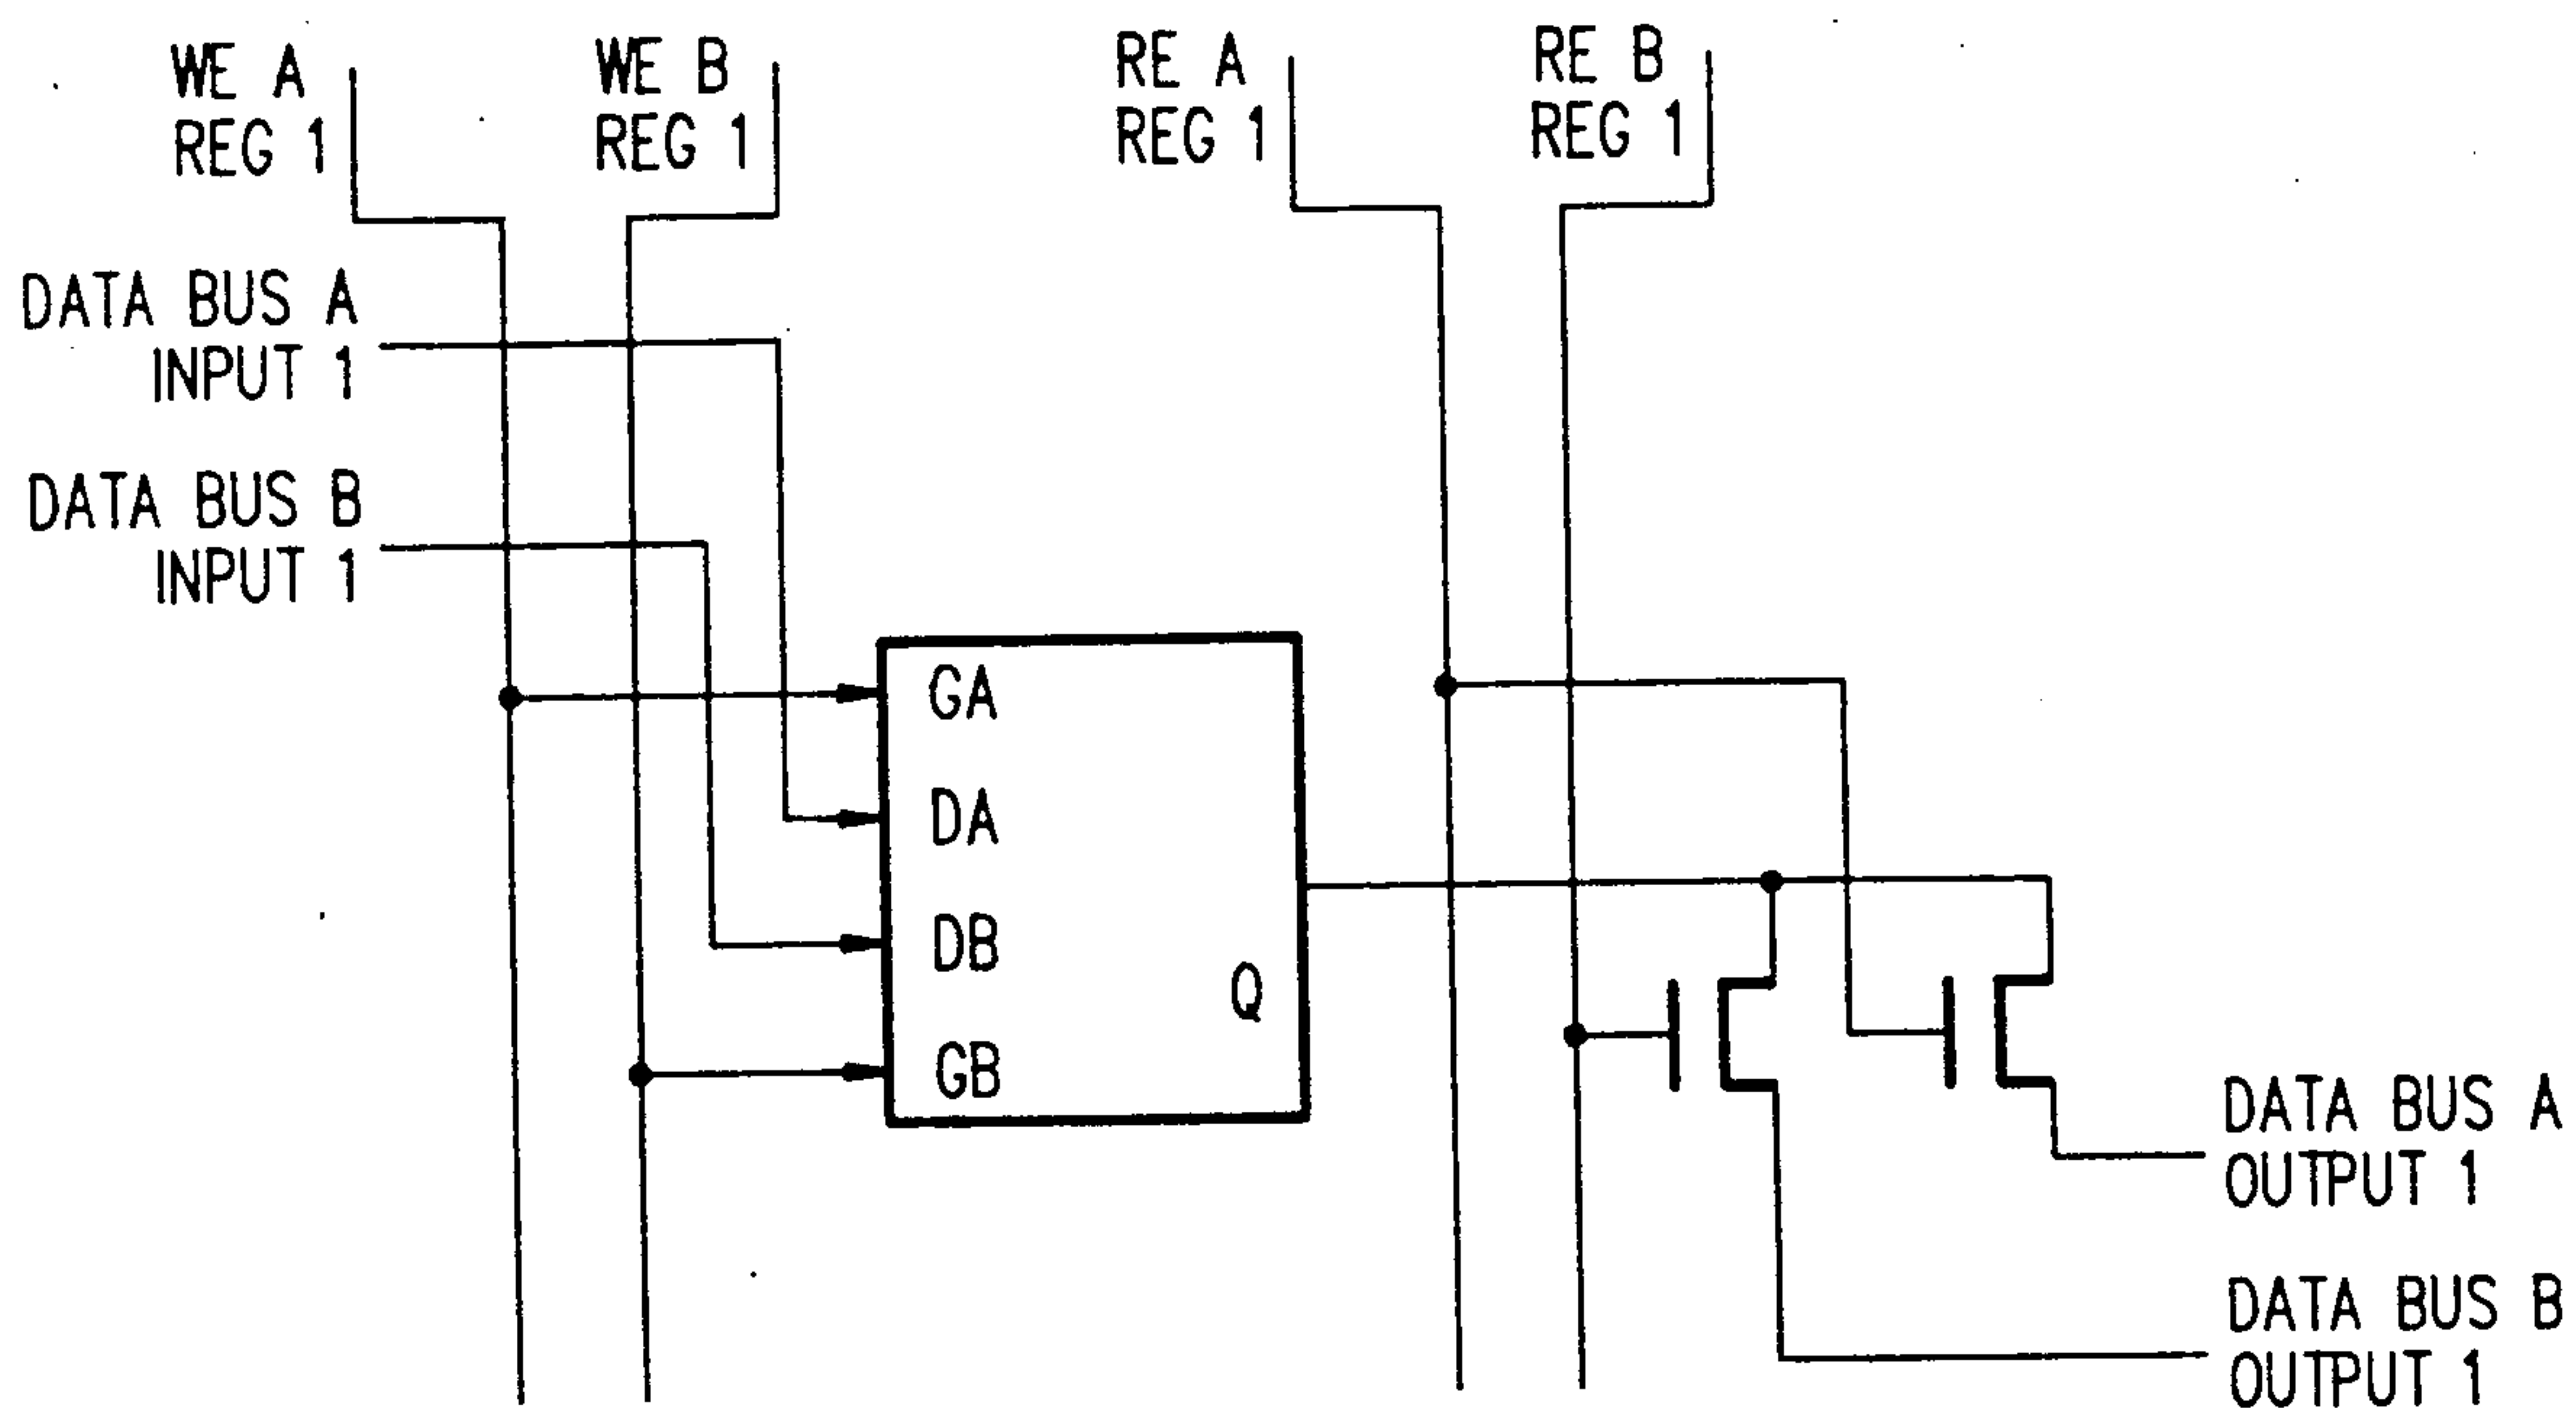 WE A
REG 1
WE B
REG 1
RE A
REG 1
RE B
REG 1
DATA BUS A
INPUT 1
DATA BUS B
INPUT 1
GA
DA
DB
Q
GB
DATA BUS A
OUTPUT 1
DATA BUS B
OUTPUT 1